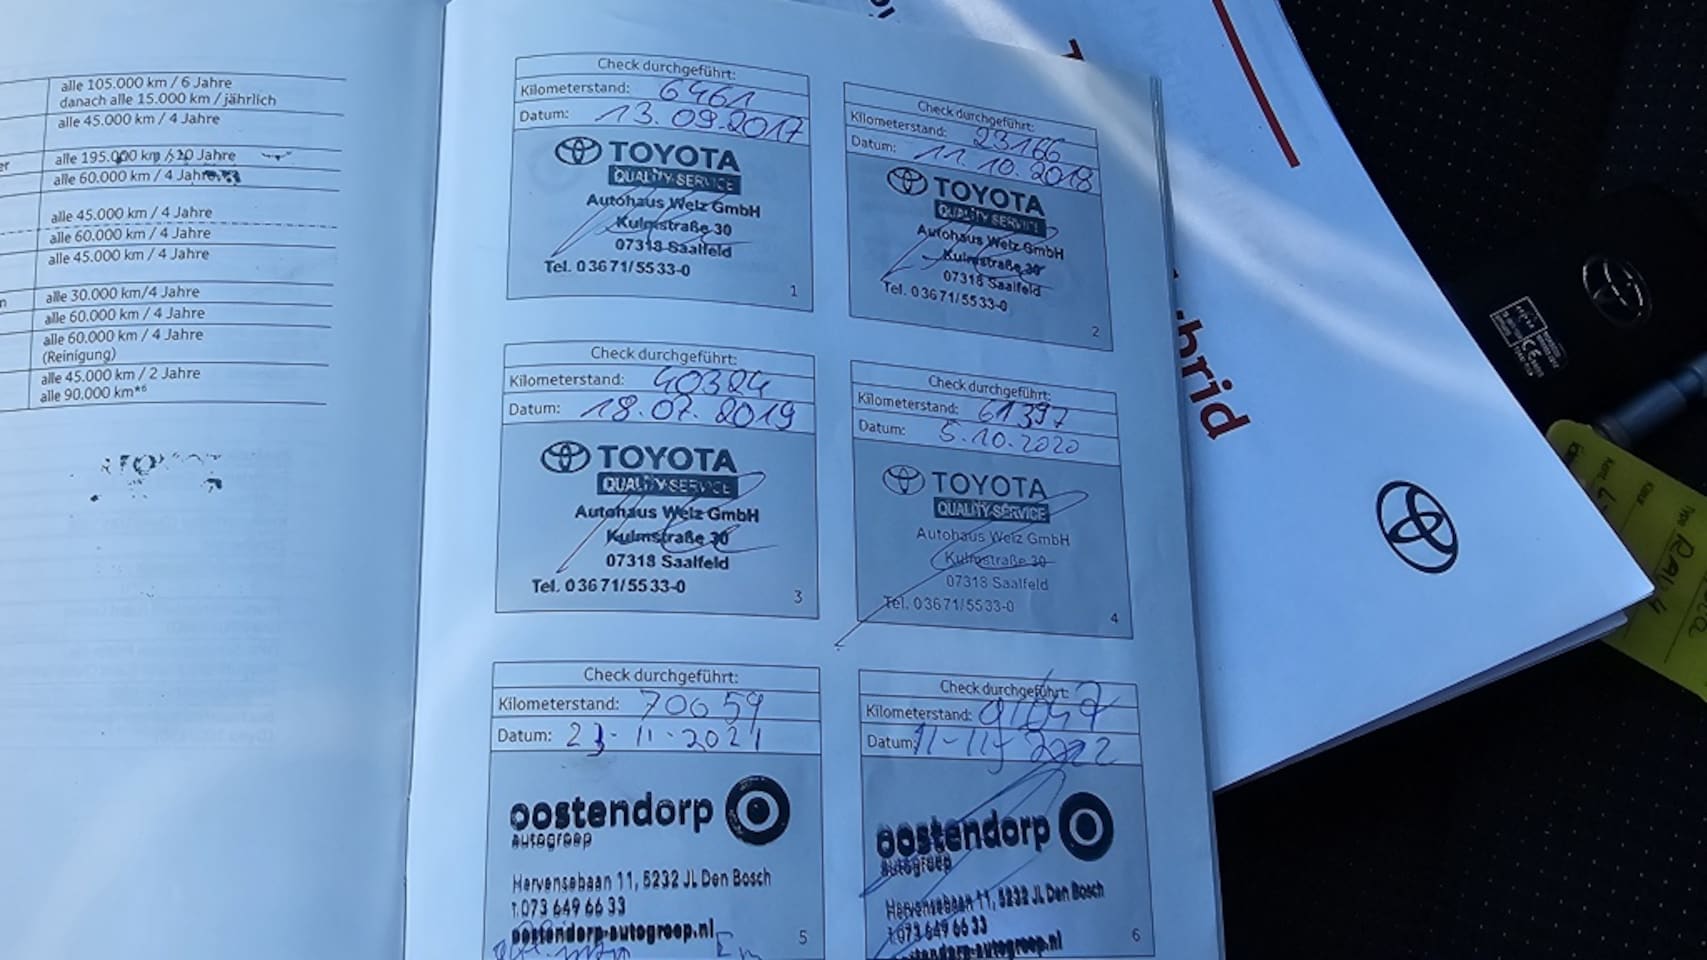 alle 105.000 km / 6 Jahre
danach alle 15.000 km / jährlich
alle 45.000 km / 4 Jahre
alle 195.000 km / 10 Jahre
alle 60.000 km / 4 Jahre
alle 45.000 km / 4 Jahre
alle 60.000 km / 4 Jahre
alle 45.000 km / 4 Jahre
alle 30.000 km/4 Jahre
alle 60.000 km / 4 Jahre
alle 60.000 km / 4 Jahre
(Reinigung)
alle 45.000 km / 2 Jahre
alle 90.000 km*6
Check durchgeführt:
Kilometerstand: 6461
Datum: 13.09.2017
TOYOTA
QUALITY-SERVICE
Autohaus Welz GmbH
Kulmstraße 30
07318 Saalfeld
Tel. 03671/5533-0
1
Check durchgeführt:
Kilometerstand: 23166
Datum: 11.10.2018
TOYOTA
QUALITY-SERVICE
Autohaus Welz GmbH
Kulmstraße 30
07318 Saalfeld
Tel. 03671/5533-0
2
Check durchgeführt:
Kilometerstand: 40324
Datum: 18.07.2019
TOYOTA
QUALITY-SERVICE
Autohaus Welz GmbH
Kulmstraße 30
07318 Saalfeld
Tel. 03671/5533-0
3
Check durchgeführt:
Kilometerstand: 61397
Datum: 5.10.2020
TOYOTA
QUALITY-SERVICE
Autohaus Welz GmbH
Kulmstraße 30
07318 Saalfeld
Tel. 03671/5533-0
4
Check durchgeführt:
Kilometerstand: 70659
Datum: 23-11-2021
oostendorp
autogroep
Hervensebaan 11, 5232 JL Den Bosch
T.073 649 66 33
oostendorp-autogroep.nl
5
Check durchgeführt:
Kilometerstand:
Datum: 11-11-2022
oostendorp
autogroep
Hervensebaan 11, 5232 JL Den Bosch
T.073 649 66 33
oostendorp-autogroep.nl
6
brid
RAV4